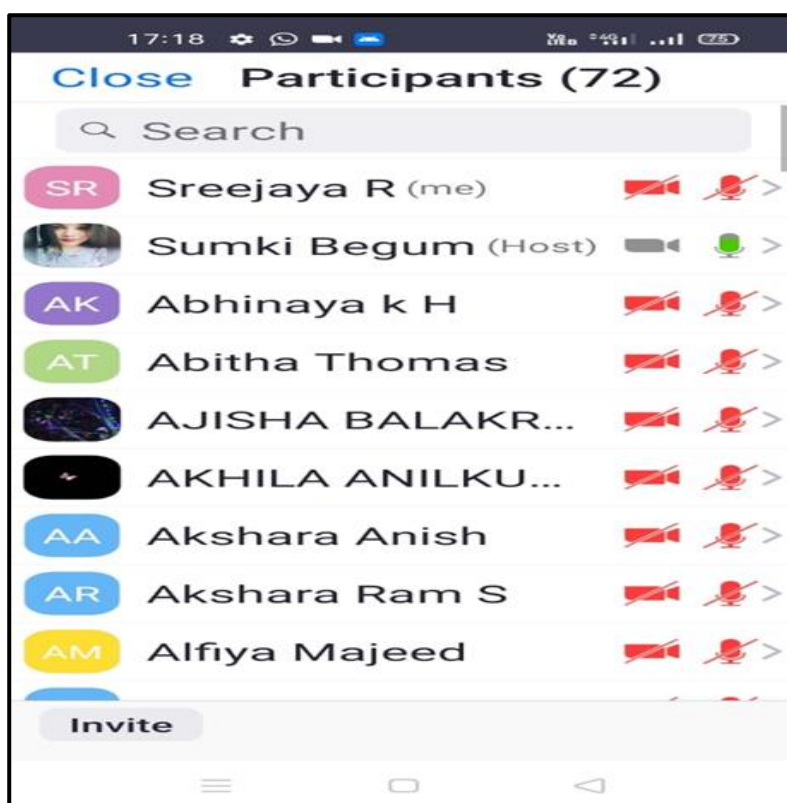 17:18 75
Close Participants (72)
Search
SR Sreejaya R (me)
Sumki Begum (Host)
AK Abhinaya k H
AT Abitha Thomas
AJISHA BALAKR...
AKHILA ANILKU...
AA Akshara Anish
AR Akshara Ram S
AM Alfiya Majeed
Invite